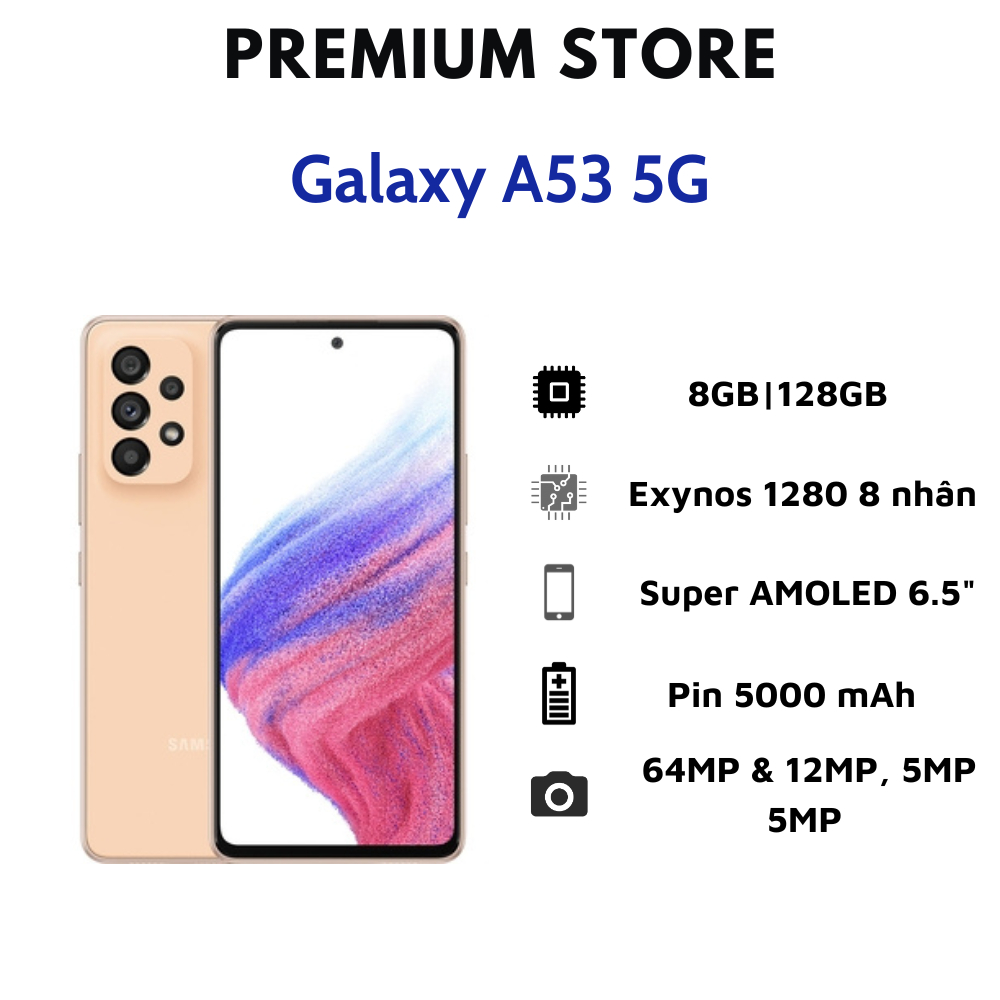 PREMIUM STORE
Galaxy A53 5G
8GB|128GB
Exynos 1280 8 nhân
Super AMOLED 6.5"
Pin 5000 mAh
64MP & 12MP, 5MP
5MP